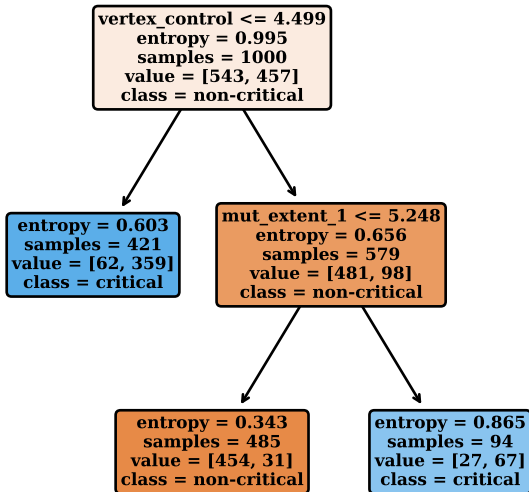 vertex_control <= 4.499
entropy = 0.995
samples = 1000
value = [543, 457]
class = non-critical
entropy = 0.603
samples = 421
value = [62, 359]
class = critical
mut_extent_1 <= 5.248
entropy = 0.656
samples = 579
value = [481, 98]
class = non-critical
entropy = 0.343
samples = 485
value = [454, 31]
class = non-critical
entropy = 0.865
samples = 94
value = [27, 67]
class = critical